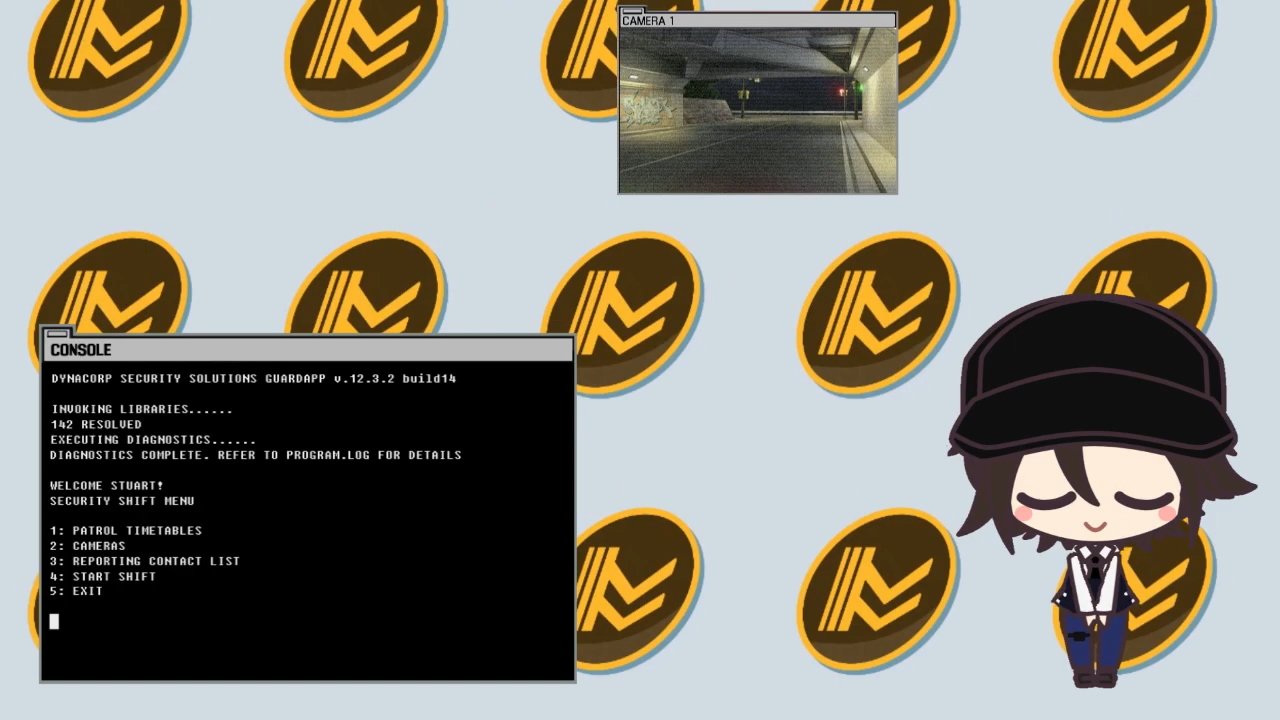 CAMERA 1
CONSOLE
DYNACORP SECURITY SOLUTIONS GUARDAPP v.12.3.2 build14
INVOKING LIBRARIES......
142 RESOLVED
EXECUTING DIAGNOSTICS......
DIAGNOSTICS COMPLETE. REFER TO PROGRAM.LOG FOR DETAILS
WELCOME STUART!
SECURITY SHIFT MENU
1: PATROL TIMETABLES
2: CAMERAS
3: REPORTING CONTACT LIST
4: START SHIFT
5: EXIT